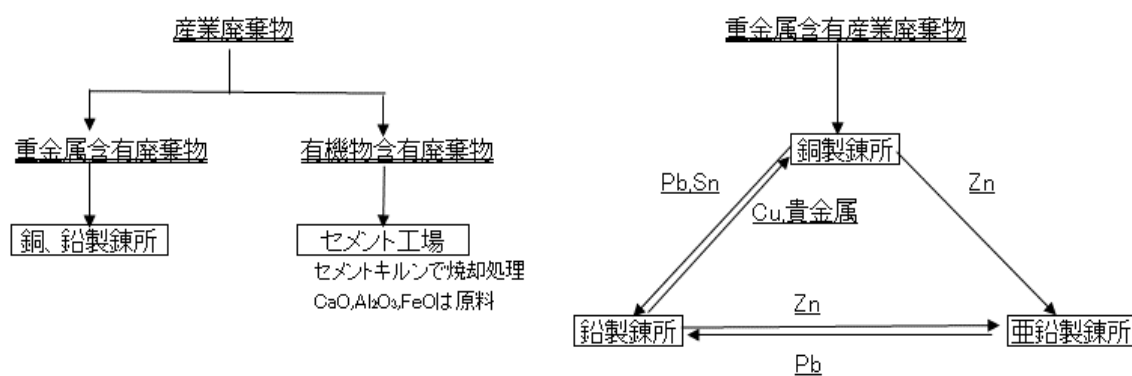 産業廃棄物
重金属含有廃棄物
有機物含有廃棄物
銅、鉛製錬所
セメント工場
セメントキルンで焼却処理
CaO,Al₂O₃,FeOは原料
重金属含有産業廃棄物
銅製錬所
Pb,Sn
Zn
Cu,貴金属
鉛製錬所
Zn
亜鉛製錬所
Pb